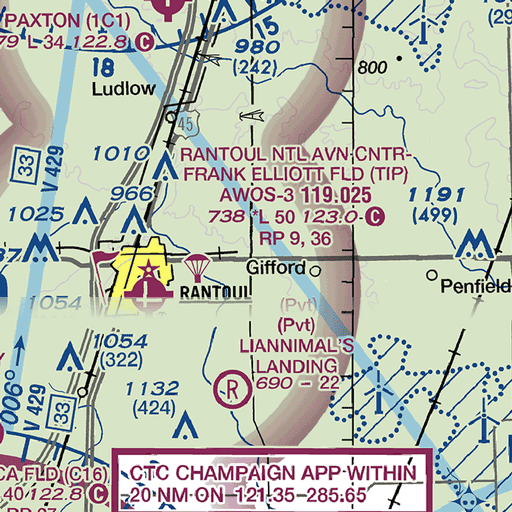 PAXTON (1C1)
79 L 34 122.8 C
15
980
(242)
18
Ludlow
800
45
1010
RANTOUL NTL AVN CNTR-
FRANK ELLIOTT FLD (TIP)
AWOS-3 119.025
738 *L 50 123.0 C
RP 9, 36
33
V 429
966
1025
1191
(499)
Gifford
Penfield
1054
RANTOUL
(Pvt)
(Pvt)
LIANNIMAL'S
LANDING
690 - 22
R
1054
(322)
006°
V 429
33
1132
(424)
CA FLD (C16)
40 122.8 C
RP 27
CTC CHAMPAIGN APP WITHIN
20 NM ON 121.35 285.65